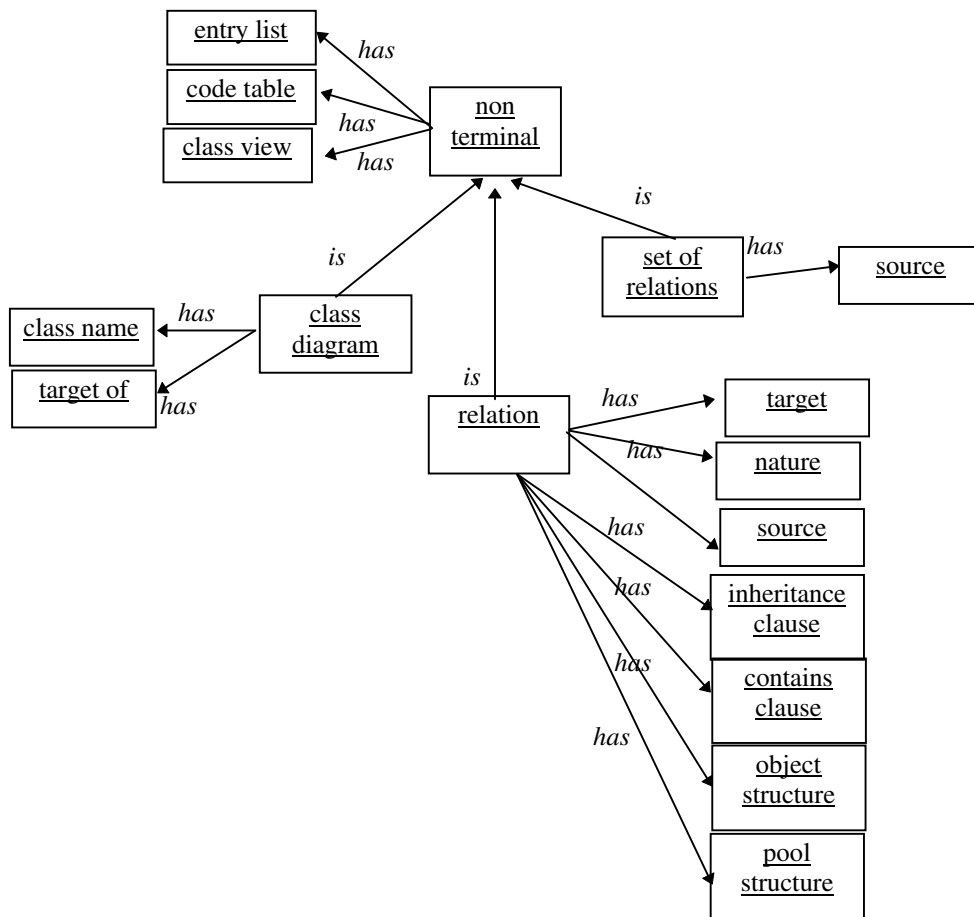 entry list
has
code table
has
class view
has
non
terminal
is
is
set of
relations
has
source
class name
has
target of
has
class
diagram
is
relation
has
target
has
nature
source
has
inheritance
clause
has
contains
clause
has
object
structure
has
pool
structure